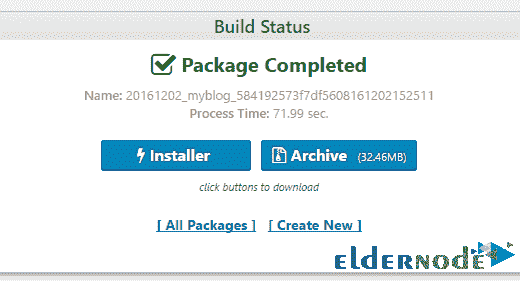 Build Status
Package Completed
Name: 20161202_myblog_584192573f7df5608161202152511
Process Time: 71.99 sec.
Installer
Archive (32.46MB)
click buttons to download
[ All Packages ] [ Create New ]
eldernode